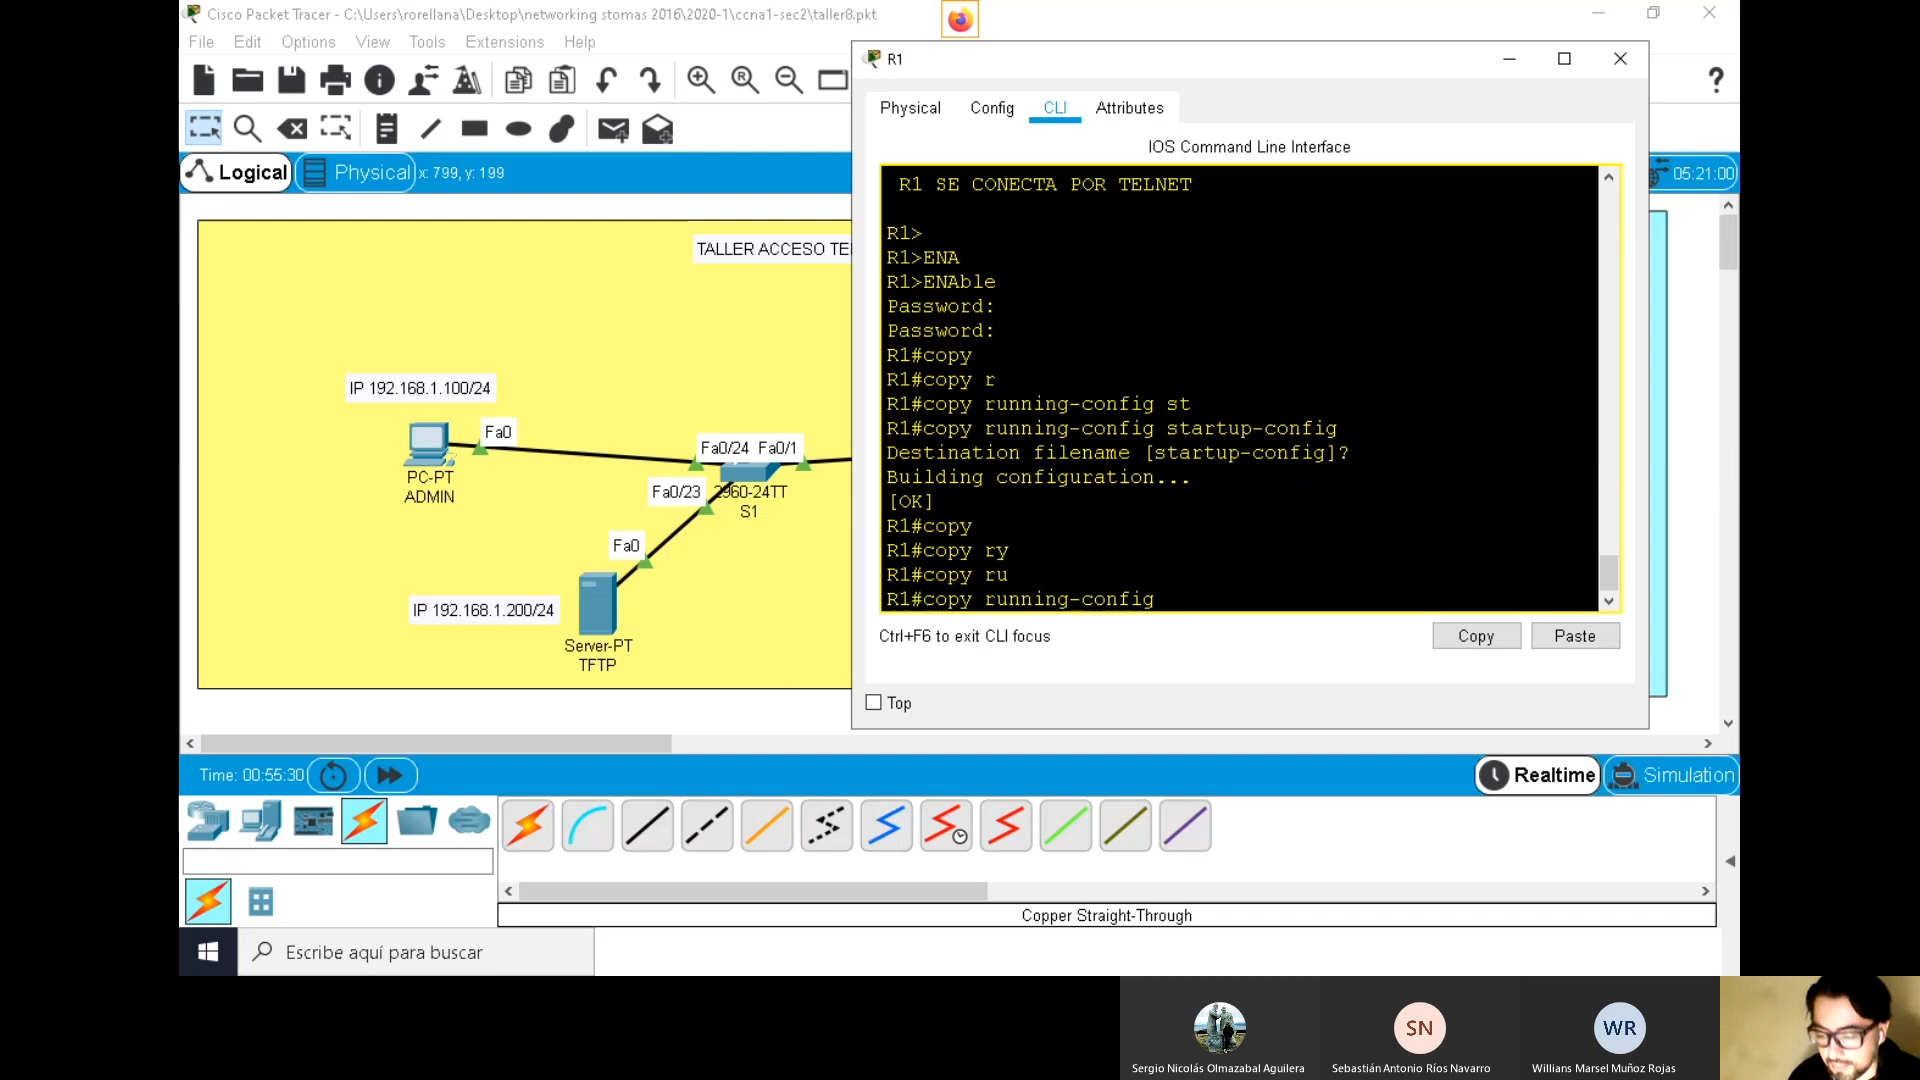 Cisco Packet Tracer - C:\Users\rorellana\Desktop\networking stomas 2016\2020-1\ccna1-sec2\taller8.pkt
File Edit Options View Tools Extensions Help
Logical Physical x: 799, y: 199
05:21:00
TALLER ACCESO TE
IP 192.168.1.100/24
Fa0
PC-PT
ADMIN
Fa0/24 Fa0/1
Fa0/23
2960-24TT
S1
Fa0
IP 192.168.1.200/24
Server-PT
TFTP
R1
Physical Config CLI Attributes
IOS Command Line Interface
R1 SE CONECTA POR TELNET
R1>
R1>ENA
R1>ENAble
Password:
Password:
R1#copy
R1#copy r
R1#copy running-config st
R1#copy running-config startup-config
Destination filename [startup-config]?
Building configuration...
[OK]
R1#copy
R1#copy ry
R1#copy ru
R1#copy running-config
Ctrl+F6 to exit CLI focus
Copy Paste
Top
Time: 00:55:30
Realtime Simulation
Copper Straight-Through
Escribe aquí para buscar
SN
WR
Sergio Nicolás Olmazabal Aguilera
Sebastián Antonio Ríos Navarro
Willians Marsel Muñoz Rojas